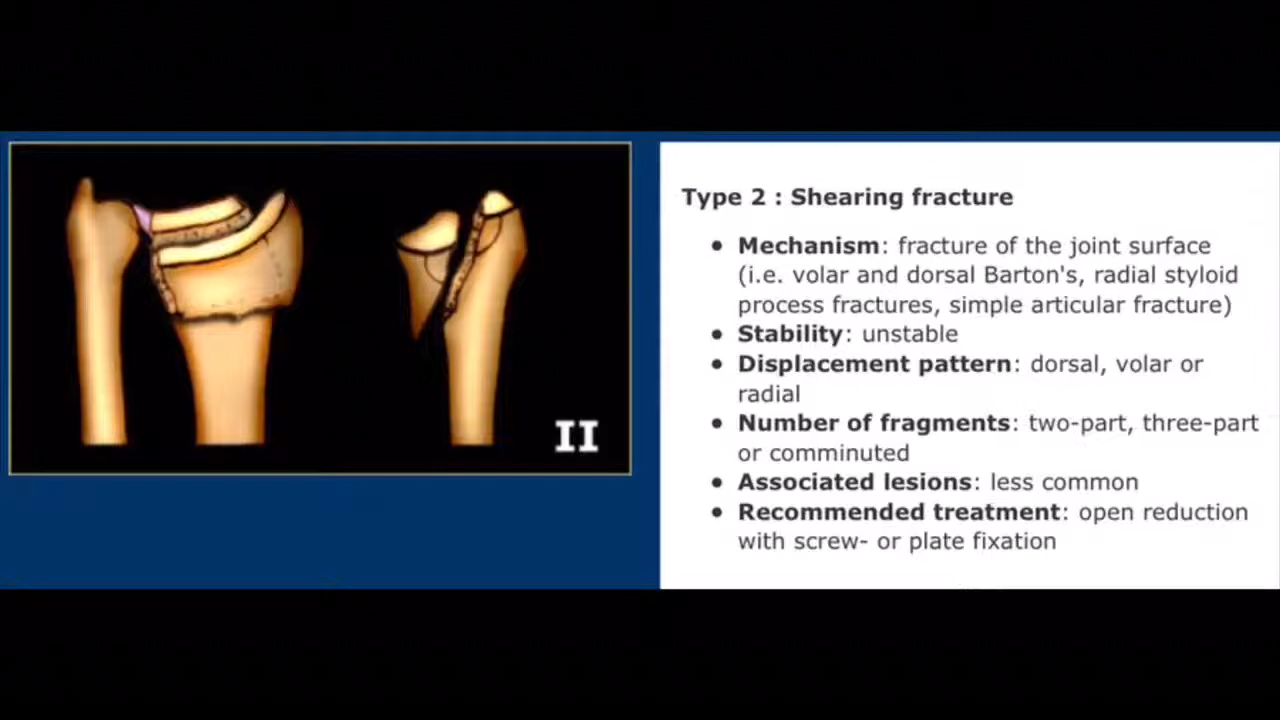 II
Type 2 : Shearing fracture
• Mechanism: fracture of the joint surface
(i.e. volar and dorsal Barton's, radial styloid
process fractures, simple articular fracture)
• Stability: unstable
• Displacement pattern: dorsal, volar or
radial
• Number of fragments: two-part, three-part
or comminuted
• Associated lesions: less common
• Recommended treatment: open reduction
with screw- or plate fixation